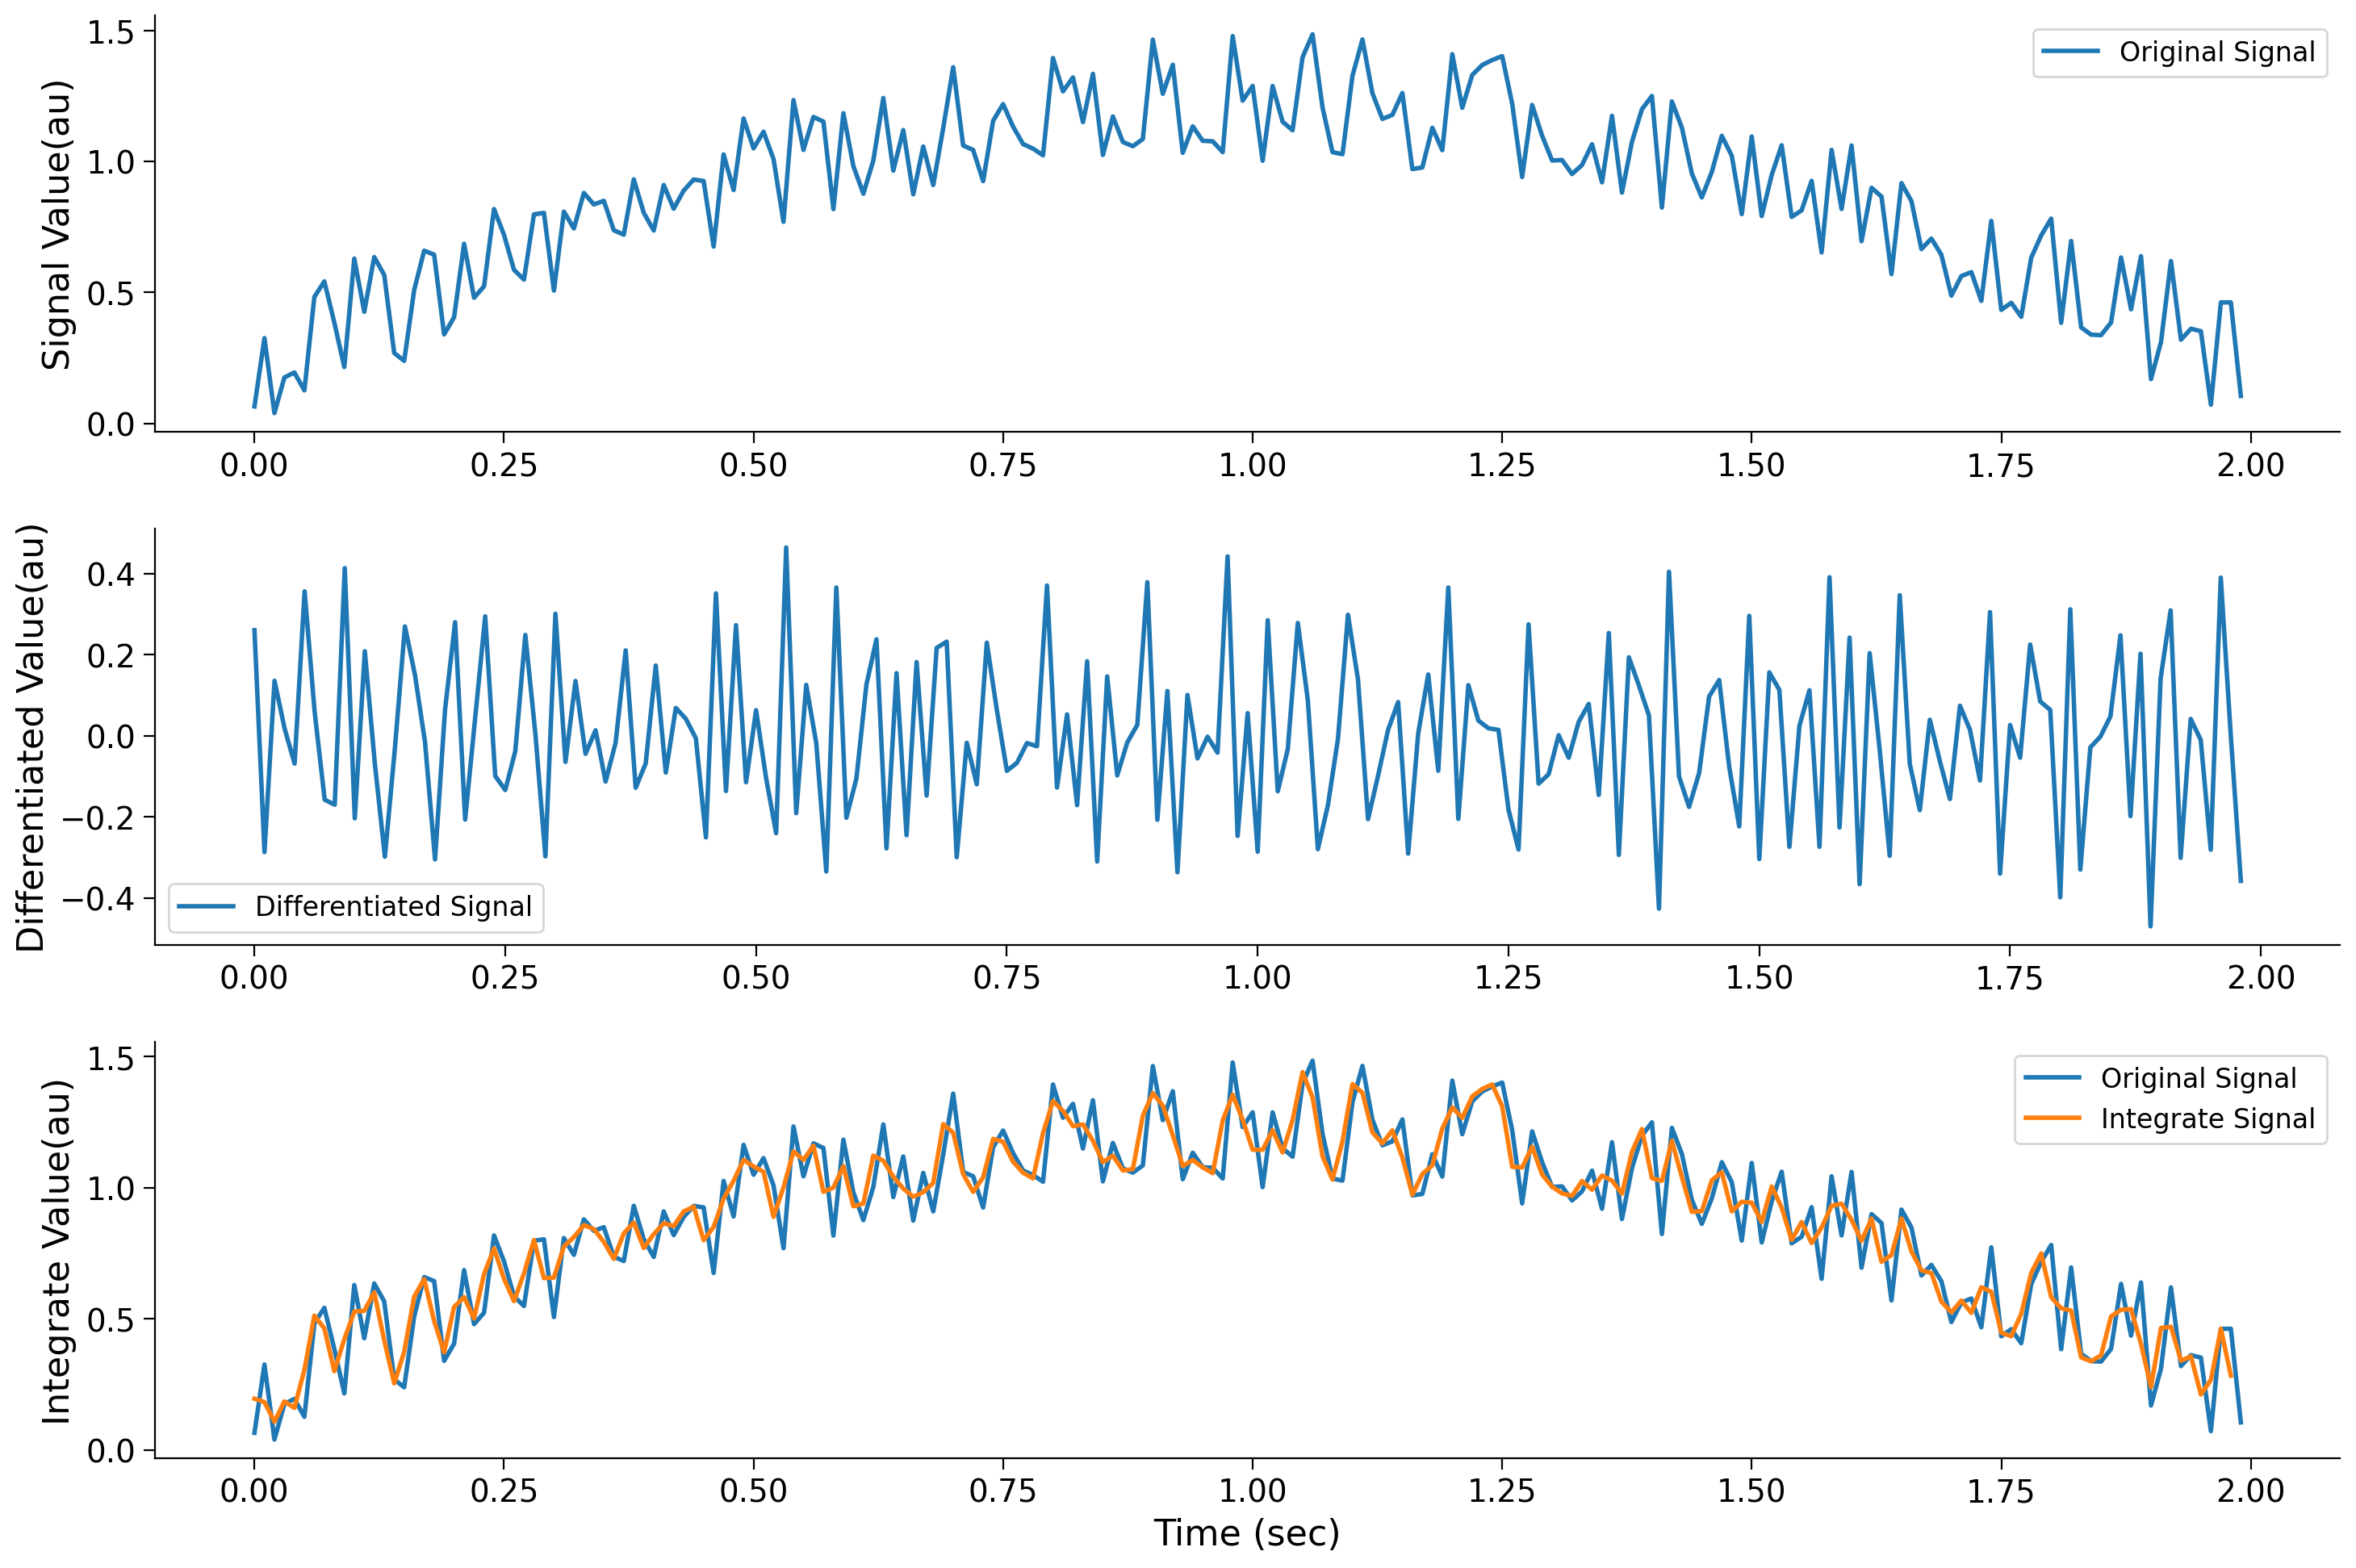 Signal Value(au)
1.5
1.0
0.5
0.0
Original Signal
0.00 0.25 0.50 0.75 1.00 1.25 1.50 1.75 2.00
Differentiated Value(au)
0.4
0.2
0.0
−0.2
−0.4
Differentiated Signal
0.00 0.25 0.50 0.75 1.00 1.25 1.50 1.75 2.00
Integrate Value(au)
1.5
1.0
0.5
0.0
Original Signal
Integrate Signal
0.00 0.25 0.50 0.75 1.00 1.25 1.50 1.75 2.00
Time (sec)